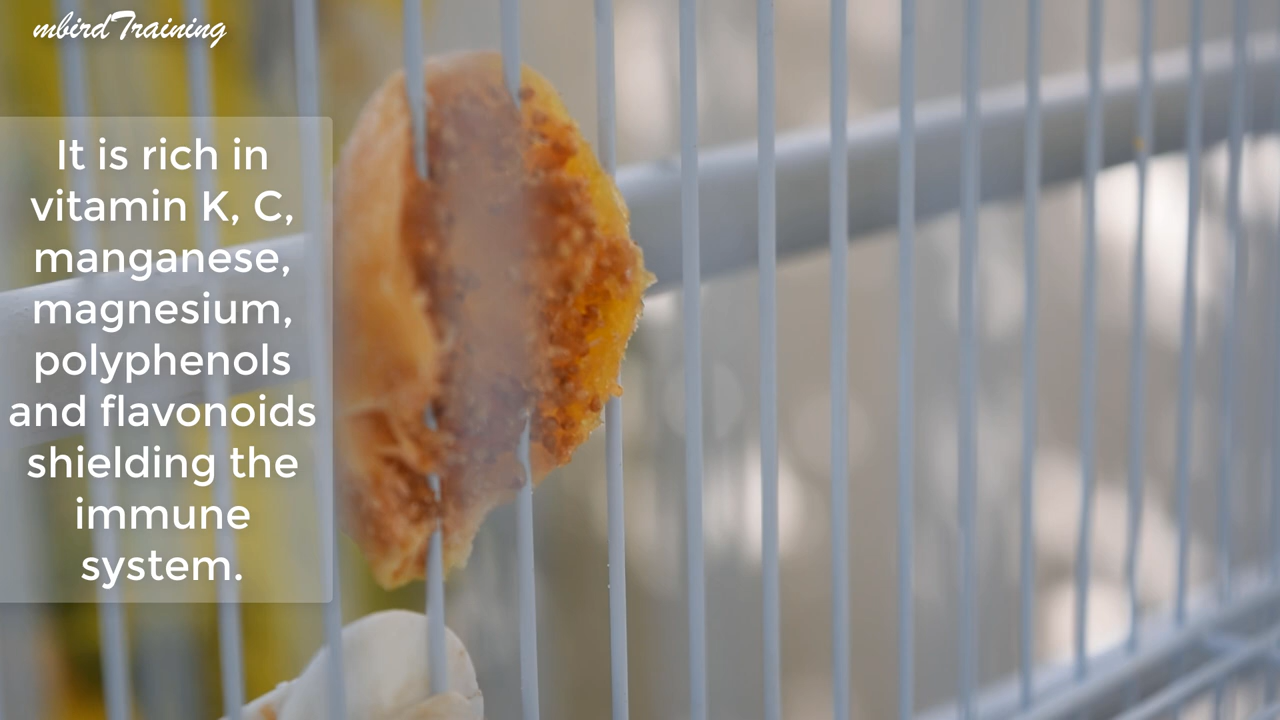 mbirdTraining
It is rich in
vitamin K, C,
manganese,
magnesium,
polyphenols
and flavonoids
shielding the
immune
system.